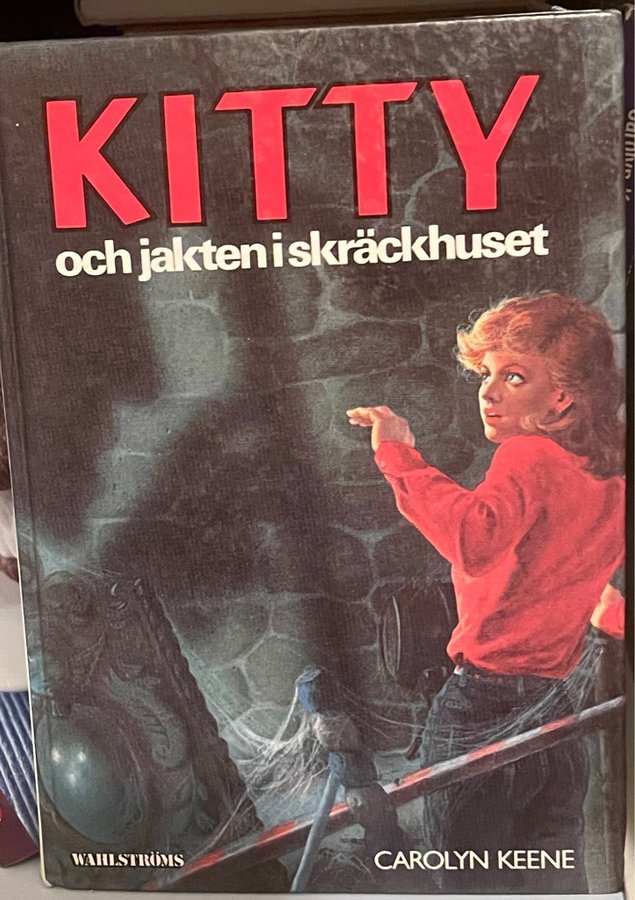 KITTY
och jakten i skräckhuset
WAHLSTRÖMS
CAROLYN KEENE